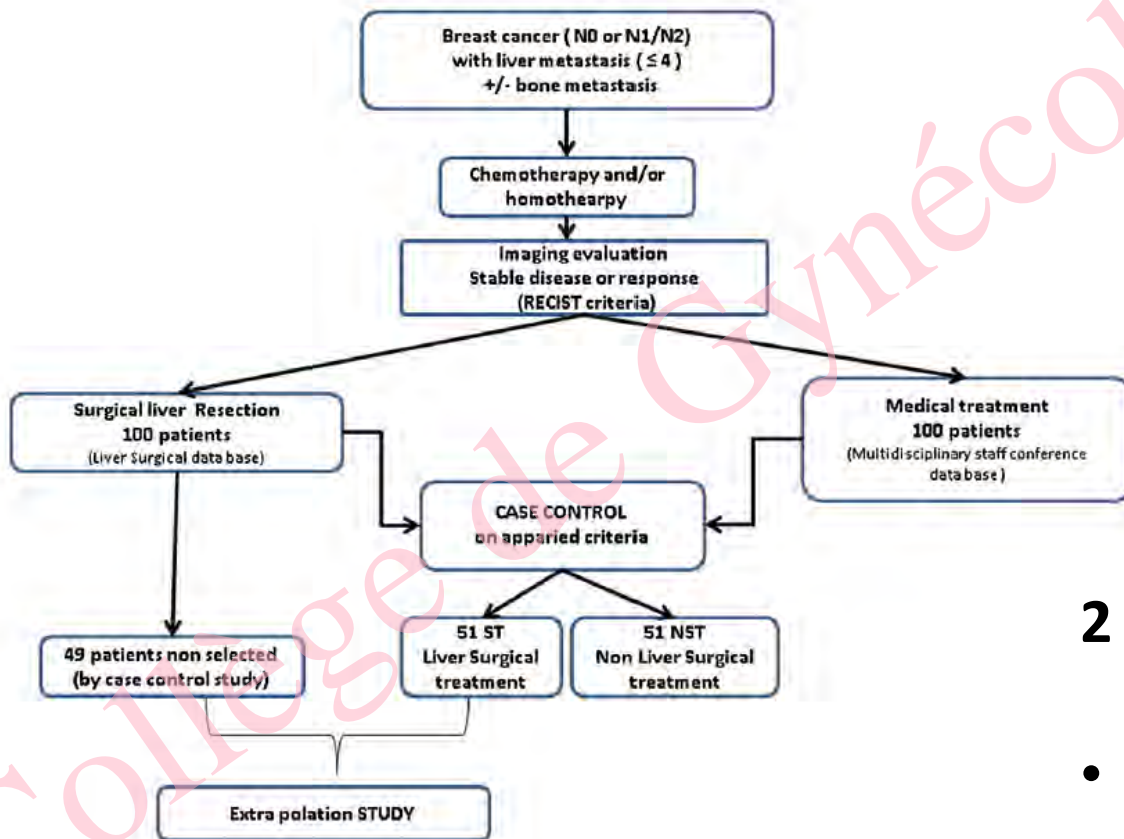 Breast cancer ( N0 or N1/N2)
with liver metastasis ( ≤ 4 )
+/- bone metastasis
Chemotherapy and/or
homothearpy
Imaging evaluation
Stable disease or response
(RECIST criteria)
Surgical liver Resection
100 patients
(Liver Surgical data base)
Medical treatment
100 patients
(Multidisciplinary staff conference
data base )
CASE CONTROL
on apparied criteria
49 patients non selected
(by case control study)
51 ST
Liver Surgical
treatment
51 NST
Non Liver Surgical
treatment
2
•
Extra polation STUDY
Collège de Gynécol